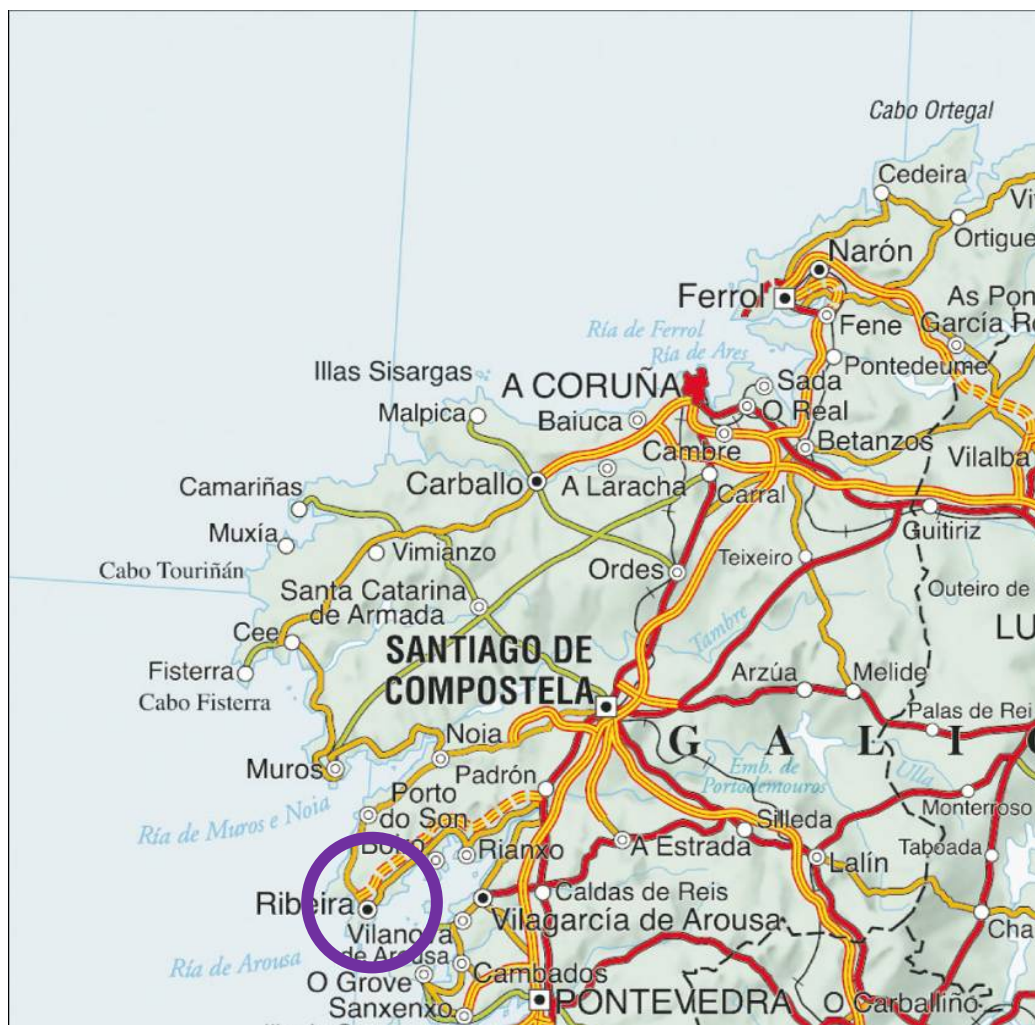 Cabo Ortegal
Cedeira
Vi
Ortigue
Narón
Ferrol
As Pon
García Ro
Fene
Ría de Ferrol
Ría de Ares
Pontedeume
Illas Sisargas
A CORUÑA
Sada
Malpica
Baiuca
O Real
Cambre
Betanzos
Vilalba
Carballo
A Laracha
Carral
Camariñas
Guitiriz
Muxía
Vimianzo
Teixeiro
Cabo Touriñán
Ordes
Santa Catarina
de Armada
Outeiro de
Tambre
LU
Cee
SANTIAGO DE
COMPOSTELA
Fisterra
Cabo Fisterra
Arzúa
Melide
Palas de Rei
Noia
G A L I C
Muros
Padrón
Emb. de
Portodemouros
Ulla
Porto
do Son
Monterroso
Ría de Muros e Noia
Silleda
Boiro
Rianxo
A Estrada
Taboada
Lalín
Ribeira
Caldas de Reis
Vilagarcía de Arousa
Cha
Vilanova
de Arousa
Ría de Arousa
O Grove
Cambados
Sanxenxo
PONTEVEDRA
O Carballiño